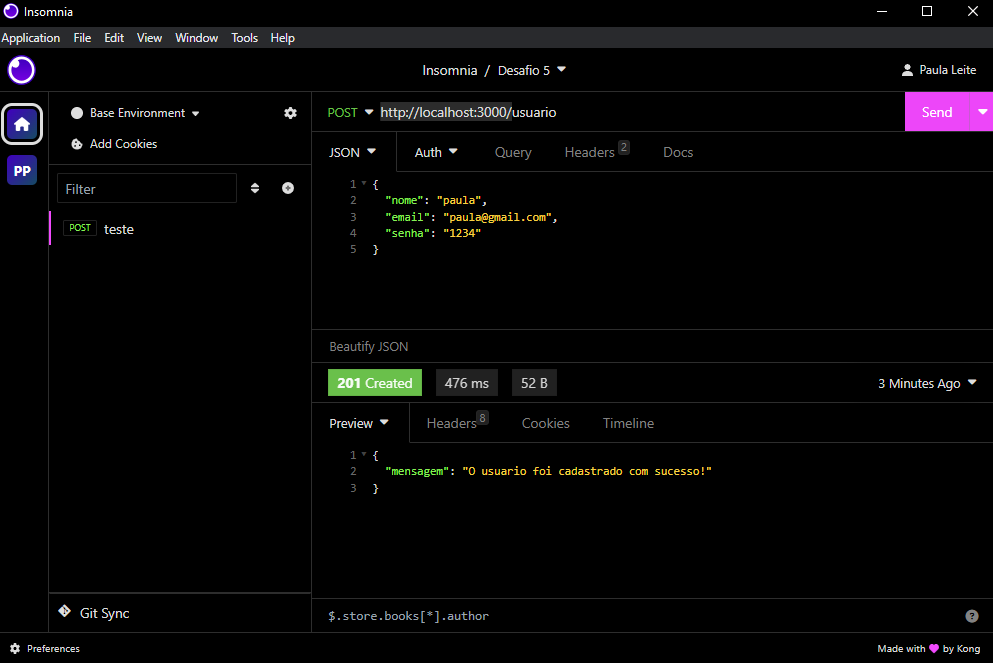 Insomnia
Application File Edit View Window Tools Help
Insomnia / Desafio 5
Paula Leite
Base Environment
POST http://localhost:3000/usuario
Send
Add Cookies
JSON Auth Query Headers 2 Docs
PP
Filter
POST teste
1 {
2 "nome": "paula",
3 "email": "paula@gmail.com",
4 "senha": "1234"
5 }
Beautify JSON
201 Created 476 ms 52 B
3 Minutes Ago
Preview Headers 8 Cookies Timeline
1 {
2 "mensagem": "O usuario foi cadastrado com sucesso!"
3 }
Git Sync
$.store.books[*].author
?
Preferences
Made with by Kong